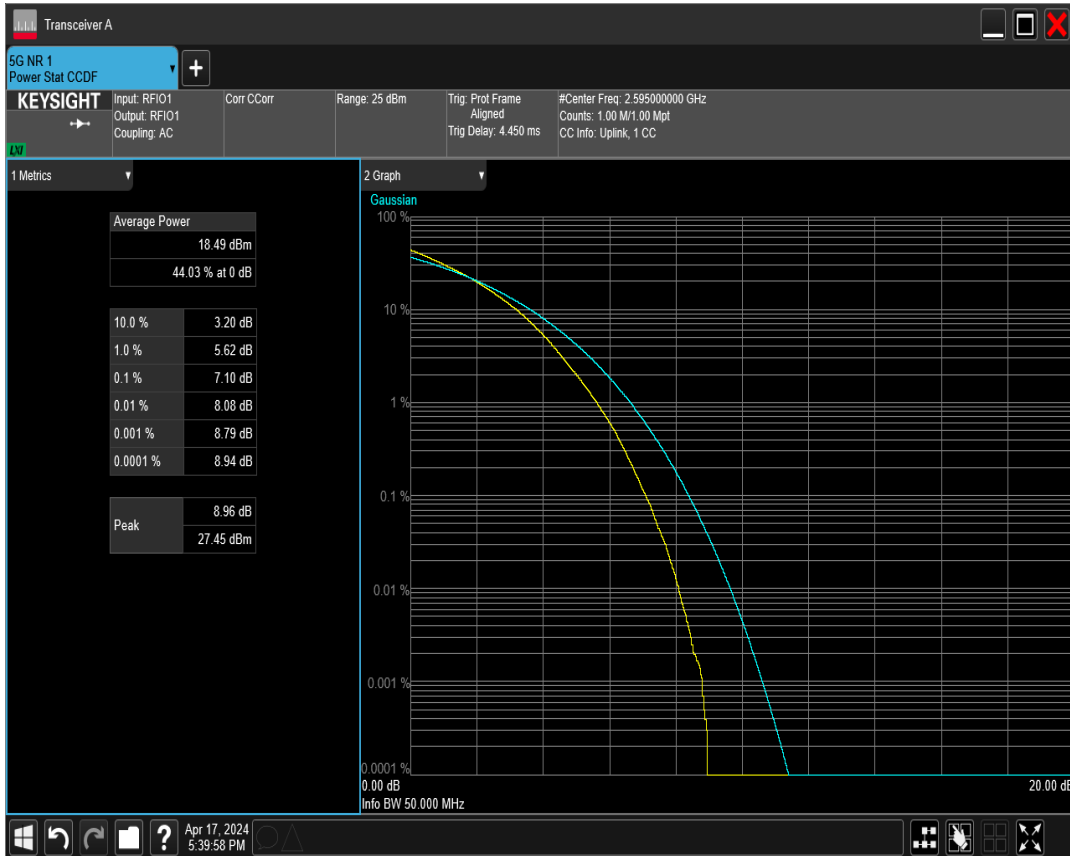 Transceiver A
5G NR 1
Power Stat CCDF
+
KEYSIGHT
LXI
Input: RFIO1
Output: RFIO1
Coupling: AC
Corr CCorr
Range: 25 dBm
Trig: Prot Frame
Aligned
Trig Delay: 4.450 ms
#Center Freq: 2.595000000 GHz
Counts: 1.00 M/1.00 Mpt
CC Info: Uplink, 1 CC
1 Metrics
Average Power
18.49 dBm
44.03 % at 0 dB
10.0 % 3.20 dB
1.0 % 5.62 dB
0.1 % 7.10 dB
0.01 % 8.08 dB
0.001 % 8.79 dB
0.0001 % 8.94 dB
Peak
8.96 dB
27.45 dBm
2 Graph
Gaussian
100 %
10 %
1 %
0.1 %
0.01 %
0.001 %
0.0001 %
0.00 dB 20.00 dB
Info BW 50.000 MHz
?
Apr 17, 2024
5:39:58 PM